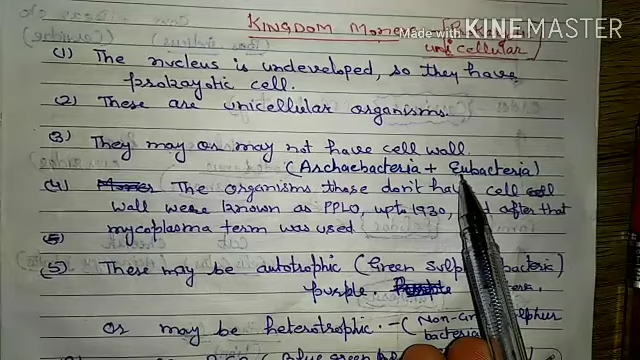 KINGDOM Monera
unicellular
Made with KINEMASTER
(1) The nucleus is undeveloped, so they have
prokayotic cell.
(2) These are unicellular organisms.
(3) They may or may not have cell wall
(Archaebacteria + Eubacteria)
(4) The organisms those don't have cell
wall were known as PPLO, upto 1930, after that
mycoplasma term was used
(5) These may be autotrophic (Green sulph bacteria)
purple
or may be heterotrophic :- (Non- sulphur
bacteria
(Blue green